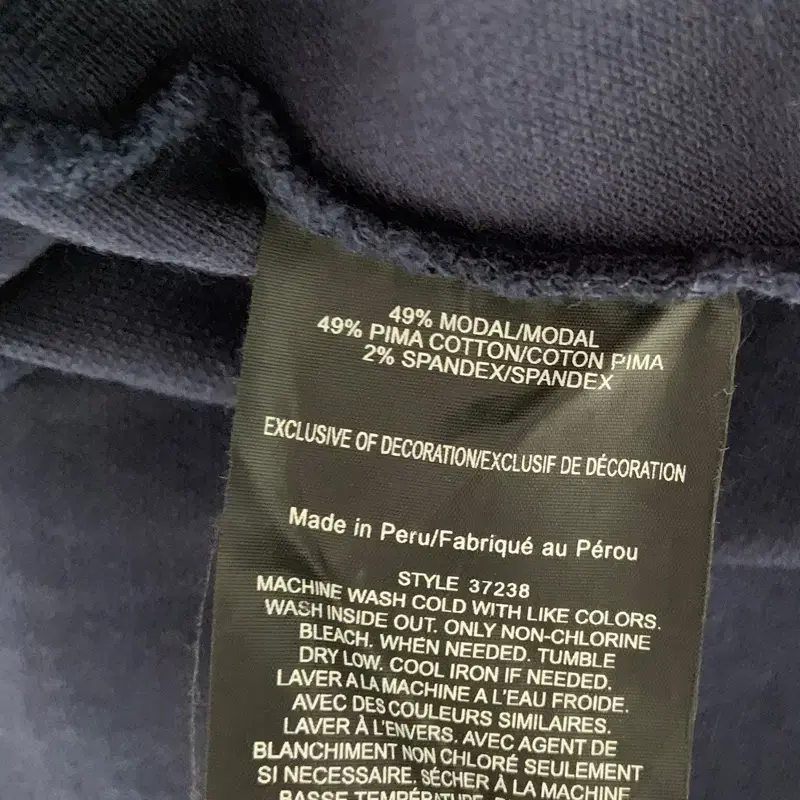 49% MODAL/MODAL
49% PIMA COTTON/COTON PIMA
2% SPANDEX/SPANDEX
EXCLUSIVE OF DECORATION/EXCLUSIF DE DÉCORATION
Made in Peru/Fabriqué au Pérou
STYLE 37238
MACHINE WASH COLD WITH LIKE COLORS.
WASH INSIDE OUT. ONLY NON-CHLORINE
BLEACH. WHEN NEEDED. TUMBLE
DRY LOW. COOL IRON IF NEEDED.
LAVER A LA MACHINE A L'EAU FROIDE.
AVEC DES COULEURS SIMILAIRES.
LAVER À L'ENVERS. AVEC AGENT DE
BLANCHIMENT NON CHLORÉ SEULEMENT
SI NECESSAIRE. SÉCHER À LA MACHINE
BASSE TEMPÉRATURE.